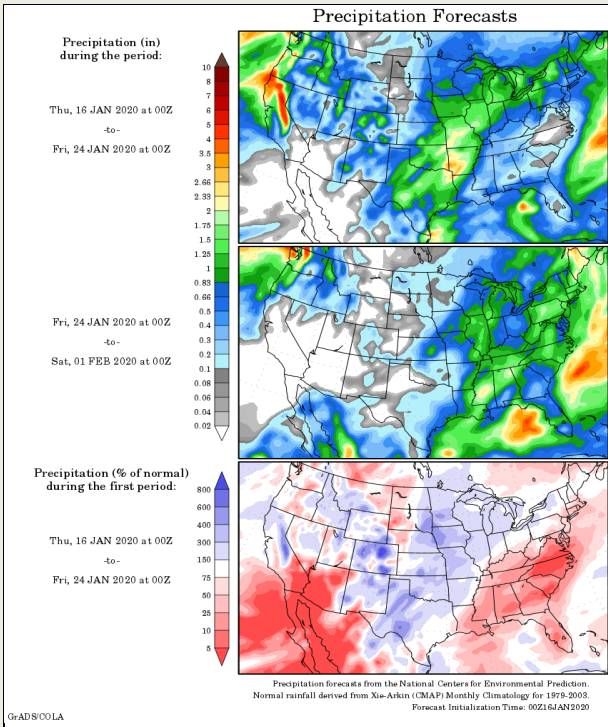 Precipitation Forecasts
Precipitation (in)
during the period:
Thu, 16 JAN 2020 at 00Z
-to-
Fri, 24 JAN 2020 at 00Z
10
8
7
6
5
4
3.5
3
2.66
2.33
2
1.75
1.5
1.25
1
0.83
0.66
0.5
0.4
0.3
0.2
0.1
0.08
0.06
0.04
0.02
Fri, 24 JAN 2020 at 00Z
-to-
Sat, 01 FEB 2020 at 00Z
Precipitation (% of normal)
during the first period:
Thu, 16 JAN 2020 at 00Z
-to-
Fri, 24 JAN 2020 at 00Z
800
600
400
300
150
75
50
25
10
5
Precipitation forecasts from the National Centers for Environmental Prediction.
Normal rainfall derived from Xie-Arkin (CMAP) Monthly Climatology for 1979-2003.
Forecast Initialization Time: 00Z16JAN2020
GrADS/COLA